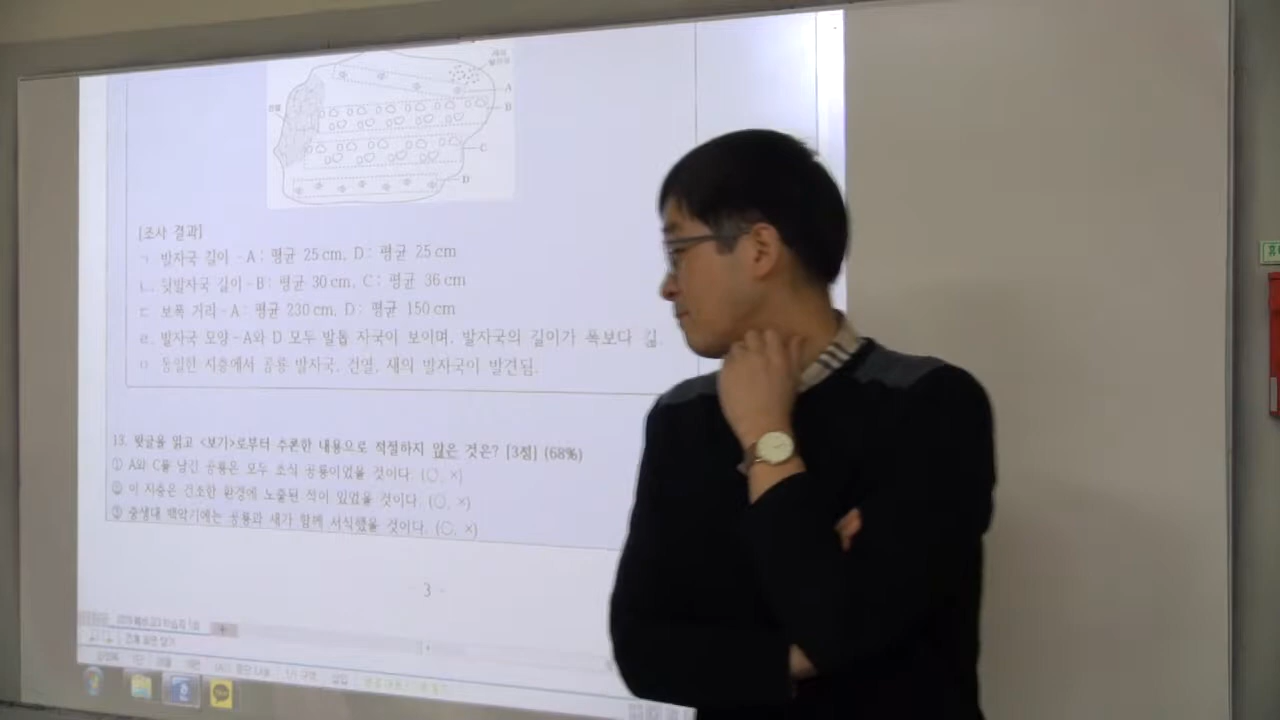 새의
발자국
A
B
건열
C
D
[조사 결과]
ㄱ. 발자국 길이 - A : 평균 25 cm, D : 평균 25 cm
ㄴ. 뒷발자국 길이 - B : 평균 30 cm, C : 평균 36 cm
ㄷ. 보폭 거리 - A : 평균 230 cm, D : 평균 150 cm
ㄹ. 발자국 모양 - A와 D 모두 발톱 자국이 보이며, 발자국의 길이가 폭보다 긺.
ㅁ. 동일한 지층에서 공룡 발자국, 건열, 새의 발자국이 발견됨.
13. 윗글을 읽고 <보기>로부터 추론한 내용으로 적절하지 않은 것은? [3점] (68%)
① A와 C를 남긴 공룡은 모두 초식 공룡이었을 것이다. (○, ×)
② 이 지층은 건조한 환경에 노출된 적이 있었을 것이다. (○, ×)
③ 중생대 백악기에는 공룡과 새가 함께 서식했을 것이다. (○, ×)
3